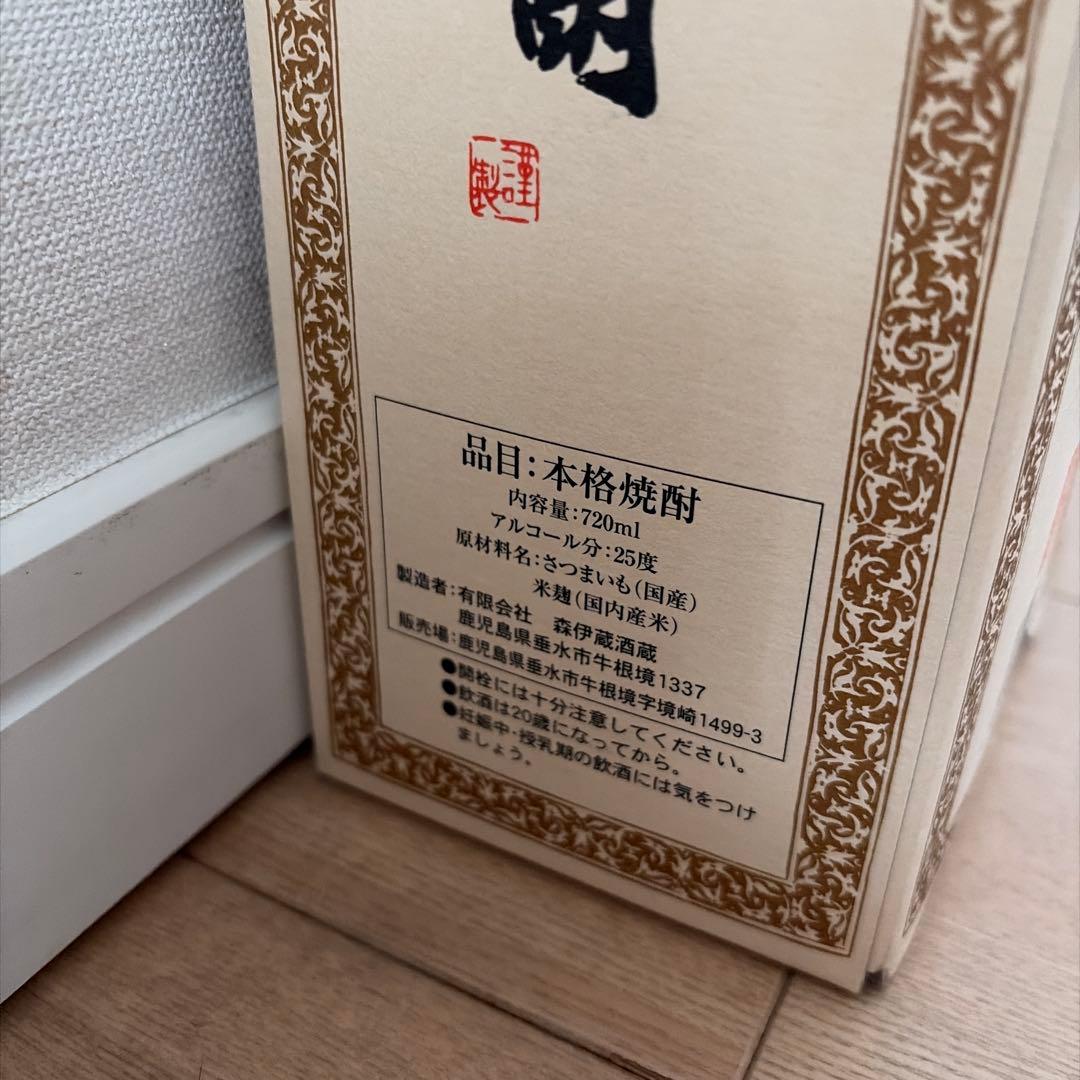 謹製
品目：本格焼酎
内容量：720ml
アルコール分：25度
原材料名：さつまいも（国産）
米麹（国内産米）
製造者：有限会社　森伊蔵酒蔵
鹿児島県垂水市牛根境1337
販売場：鹿児島県垂水市牛根境字境崎1499-3
●開栓には十分注意してください。
●飲酒は20歳になってから。
●妊娠中・授乳期の飲酒には気をつけ
ましょう。